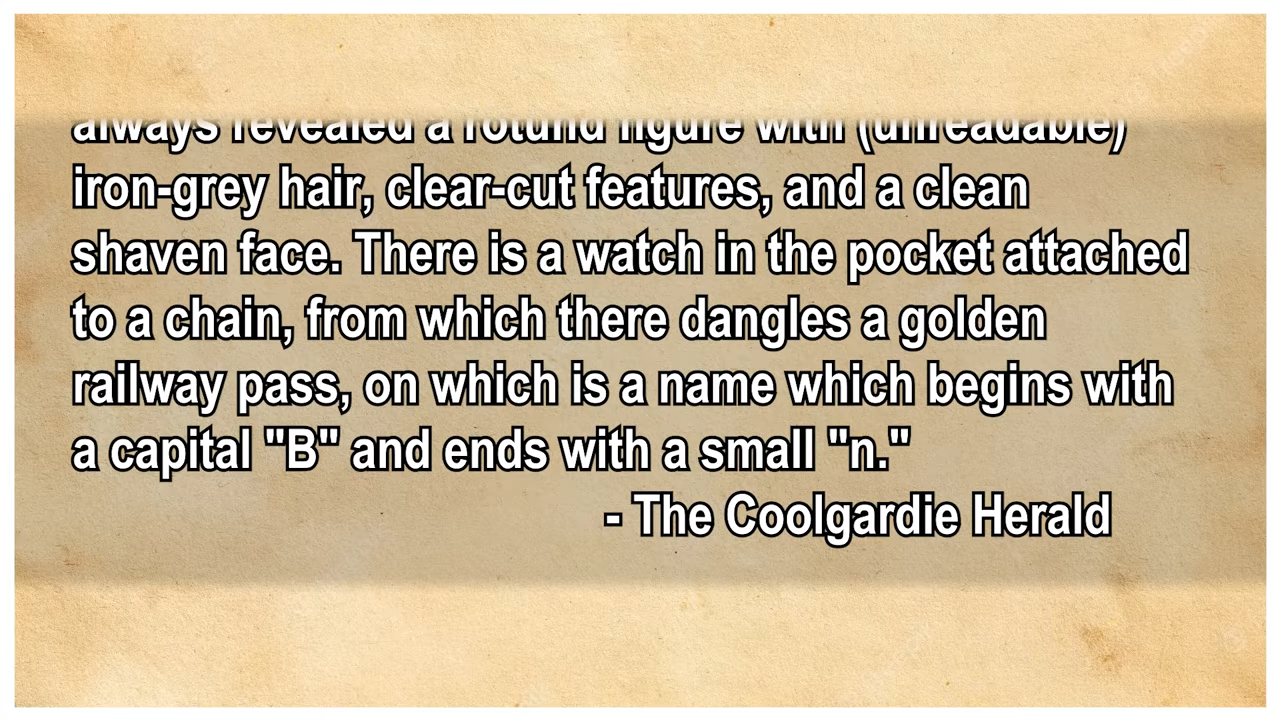 always revealed a rotund figure with (unreadable)
iron-grey hair, clear-cut features, and a clean
shaven face. There is a watch in the pocket attached
to a chain, from which there dangles a golden
railway pass, on which is a name which begins with
a capital "B" and ends with a small "n."
- The Coolgardie Herald